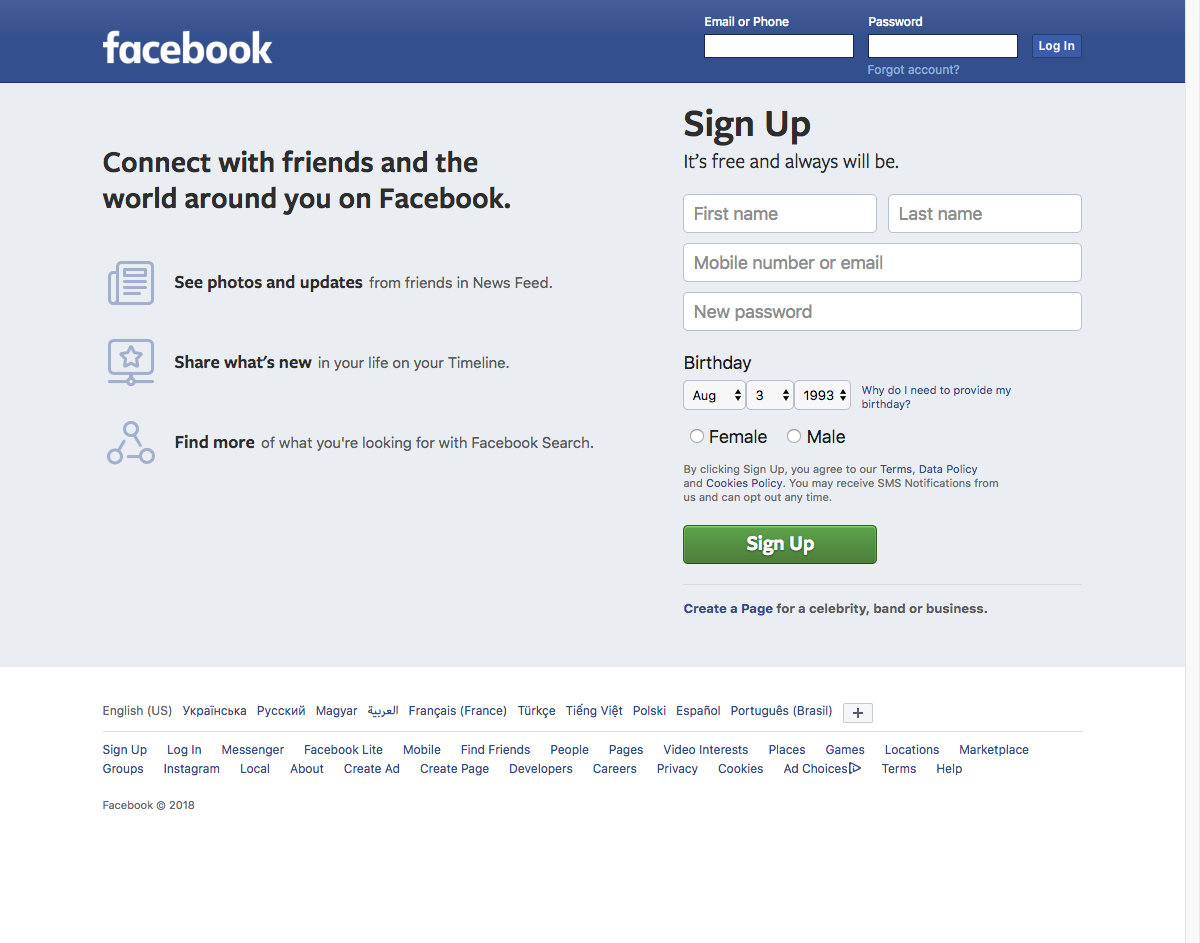 facebook
Email or Phone
Password
Log In
Forgot account?
Connect with friends and the
world around you on Facebook.
See photos and updates from friends in News Feed.
Share what's new in your life on your Timeline.
Find more of what you're looking for with Facebook Search.
Sign Up
It's free and always will be.
First name Last name
Mobile number or email
New password
Birthday
Aug 3 1993
Why do I need to provide my
birthday?
Female Male
By clicking Sign Up, you agree to our Terms, Data Policy
and Cookies Policy. You may receive SMS Notifications from
us and can opt out any time.
Sign Up
Create a Page for a celebrity, band or business.
English (US) Українська Русский Magyar العربية Français (France) Türkçe Tiếng Việt Polski Español Português (Brasil)
Sign Up Log In Messenger Facebook Lite Mobile Find Friends People Pages Video Interests Places Games Locations Marketplace
Groups Instagram Local About Create Ad Create Page Developers Careers Privacy Cookies Ad Choices Terms Help
Facebook © 2018